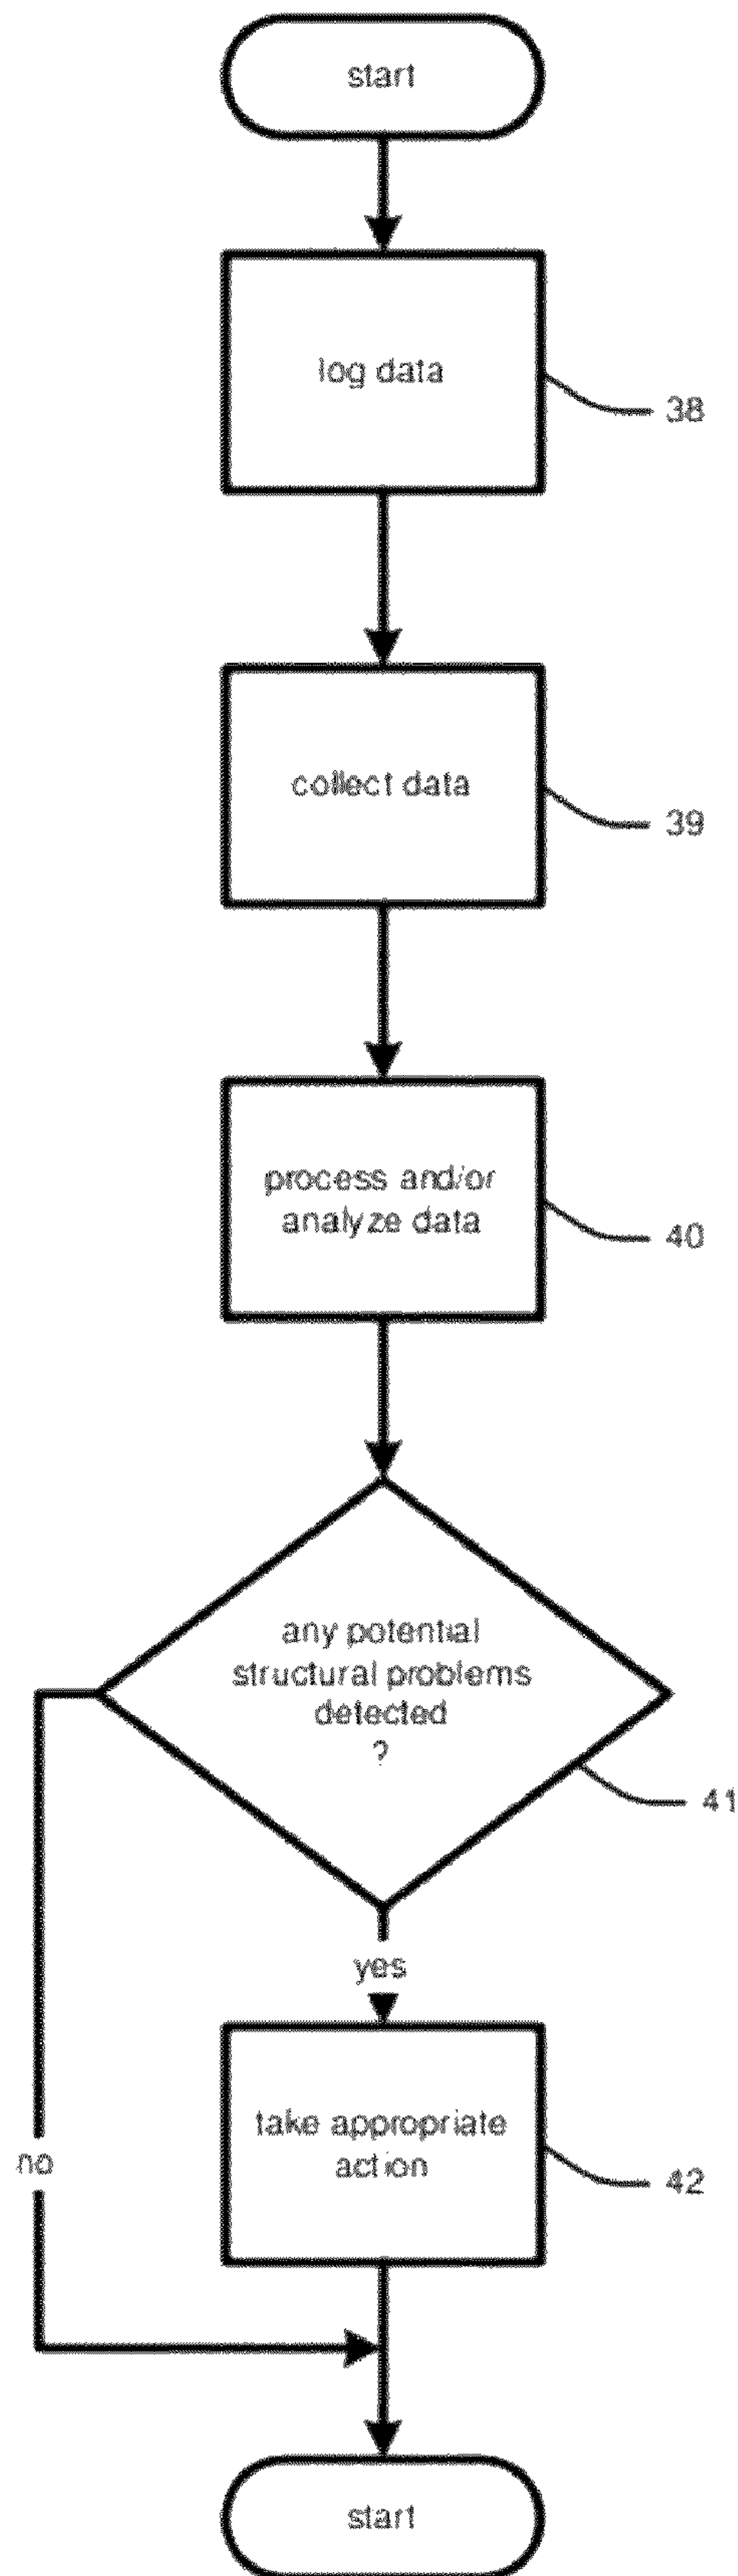 start
log data
38
collect data
39
process and/or
analyze data
40
any potential
structural problems
detected
?
41
yes
take appropriate
action
42
no
start